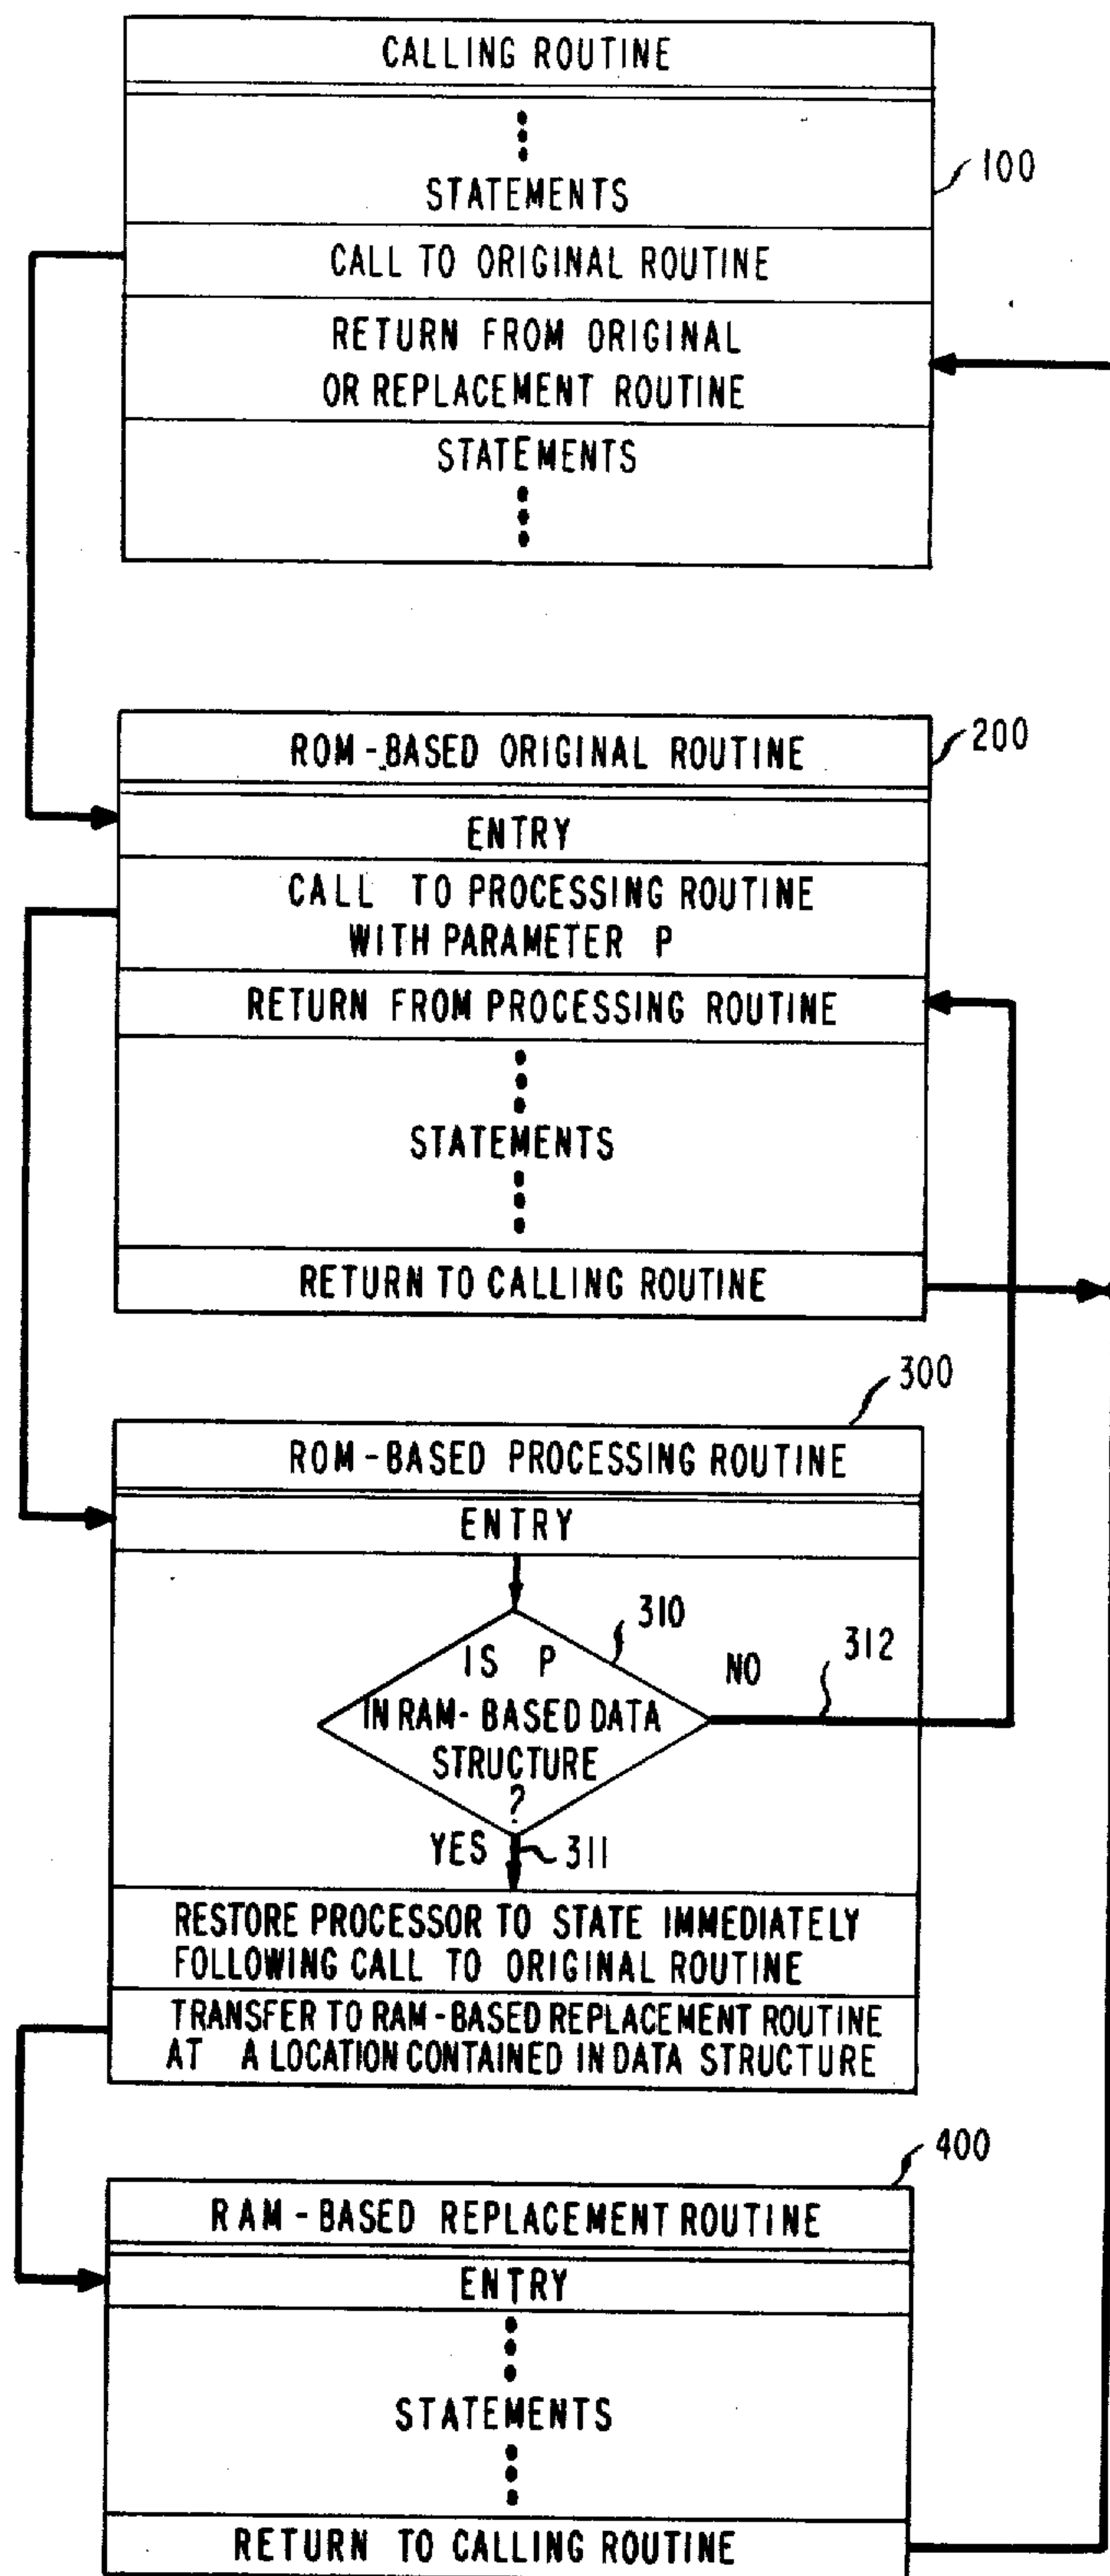 CALLING ROUTINE
STATEMENTS
100
CALL TO ORIGINAL ROUTINE
RETURN FROM ORIGINAL
OR REPLACEMENT ROUTINE
STATEMENTS
ROM-BASED ORIGINAL ROUTINE
200
ENTRY
CALL TO PROCESSING ROUTINE
WITH PARAMETER P
RETURN FROM PROCESSING ROUTINE
STATEMENTS
RETURN TO CALLING ROUTINE
300
ROM-BASED PROCESSING ROUTINE
ENTRY
310
IS P
IN RAM-BASED DATA
STRUCTURE
?
NO
312
YES
311
RESTORE PROCESSOR TO STATE IMMEDIATELY
FOLLOWING CALL TO ORIGINAL ROUTINE
TRANSFER TO RAM-BASED REPLACEMENT ROUTINE
AT A LOCATION CONTAINED IN DATA STRUCTURE
400
RAM-BASED REPLACEMENT ROUTINE
ENTRY
STATEMENTS
RETURN TO CALLING ROUTINE